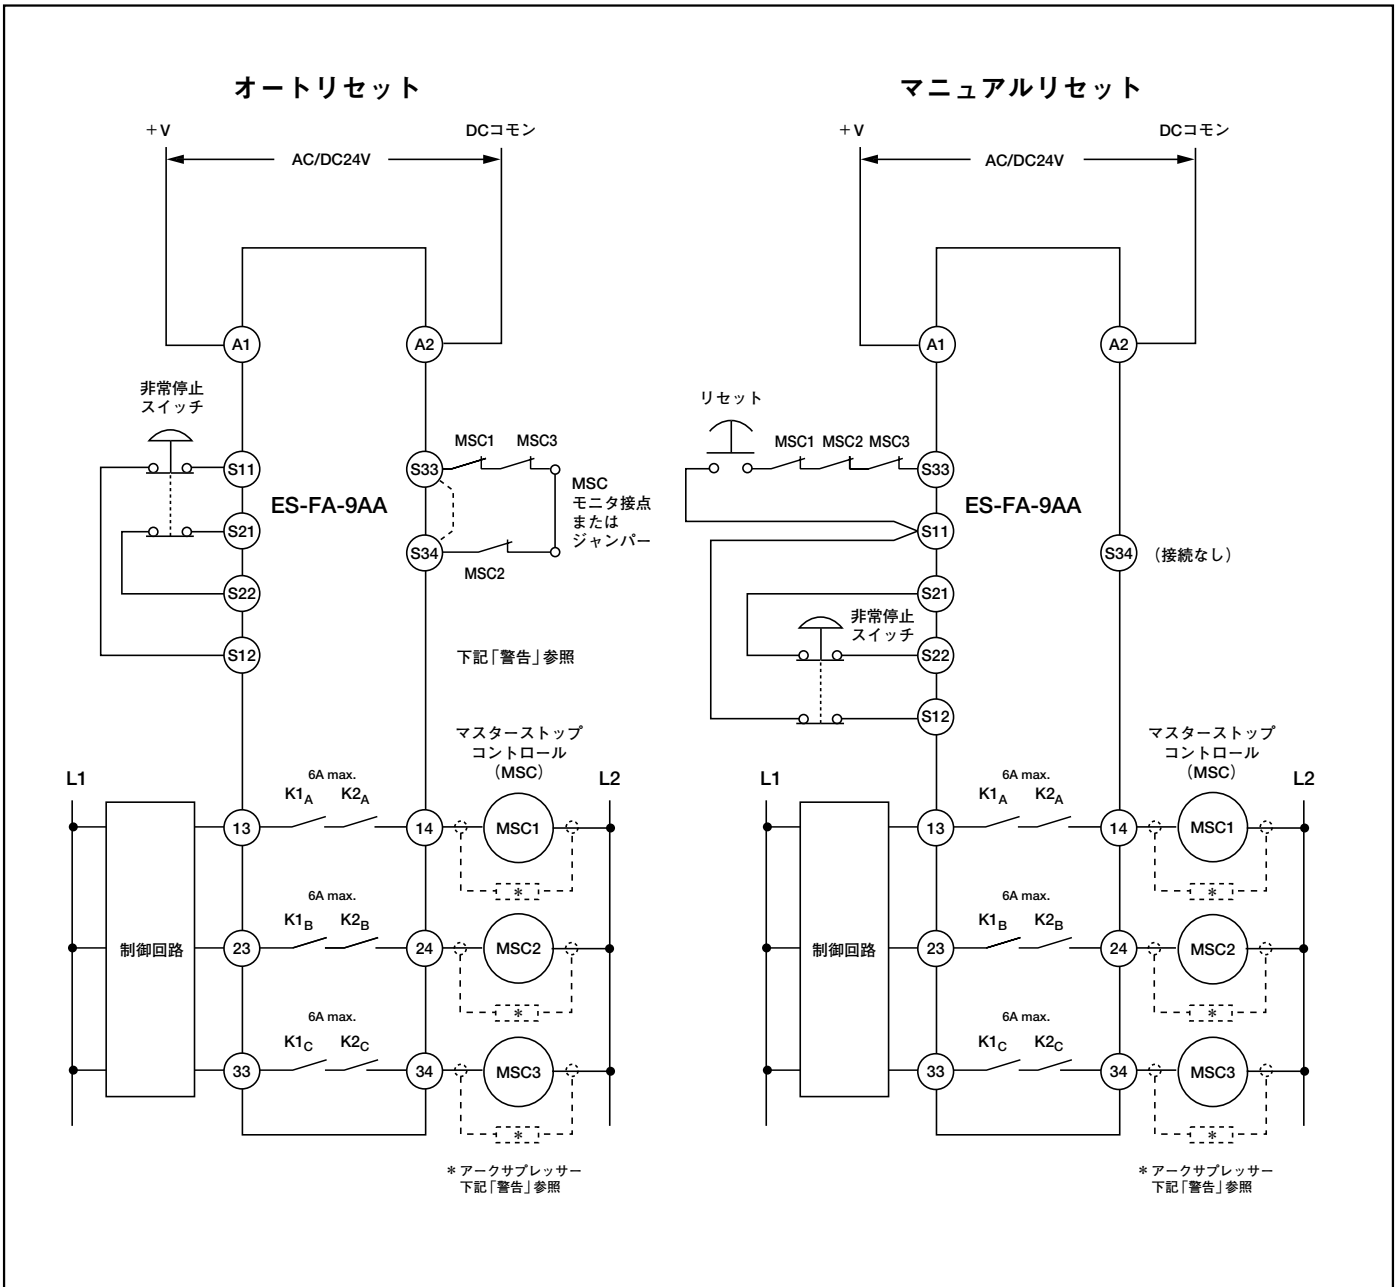 オートリセット
+V
DCコモン
AC/DC24V
A1
A2
非常停止
スイッチ
S11
S33
MSC1
MSC3
MSC
モニタ接点
または
ジャンパー
ES-FA-9AA
S21
S34
MSC2
S22
S12
下記「警告」参照
マスターストップ
コントロール
(MSC)
L1
L2
6A max.
K1A
K2A
13
14
MSC1
*
6A max.
K1B
K2B
制御回路
23
24
MSC2
*
6A max.
K1C
K2C
33
34
MSC3
*
* アークサプレッサー
下記「警告」参照
マニュアルリセット
+V
DCコモン
AC/DC24V
A1
A2
リセット
MSC1
MSC2
MSC3
S33
ES-FA-9AA
S11
S34
(接続なし)
S21
非常停止
スイッチ
S22
S12
マスターストップ
コントロール
(MSC)
L1
L2
6A max.
K1A
K2A
13
14
MSC1
*
6A max.
K1B
K2B
制御回路
23
24
MSC2
*
6A max.
K1C
K2C
33
34
MSC3
*
* アークサプレッサー
下記「警告」参照